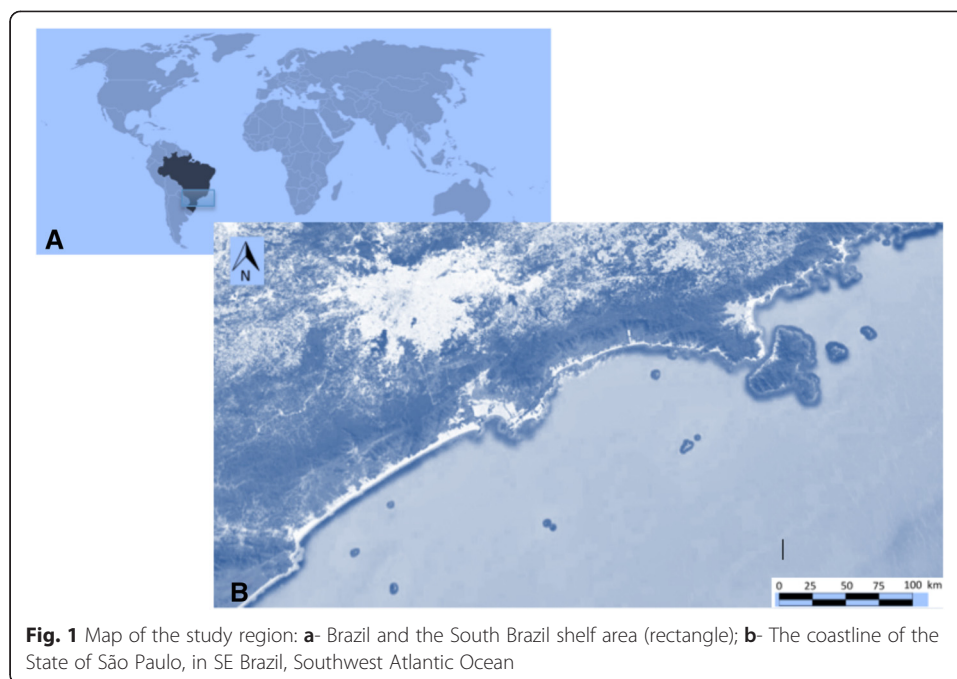 A
N
B
0 25 50 75 100 km
Fig. 1 Map of the study region: a- Brazil and the South Brazil shelf area (rectangle); b- The coastline of the
State of São Paulo, in SE Brazil, Southwest Atlantic Ocean